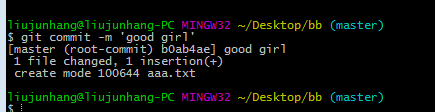 liujunhang@liujunhang-PC MINGW32 ~/Desktop/bb (master)
$ git commit -m 'good girl'
[master (root-commit) b0ab4ae] good girl
 1 file changed, 1 insertion(+)
 create mode 100644 aaa.txt

liujunhang@liujunhang-PC MINGW32 ~/Desktop/bb (master)
$